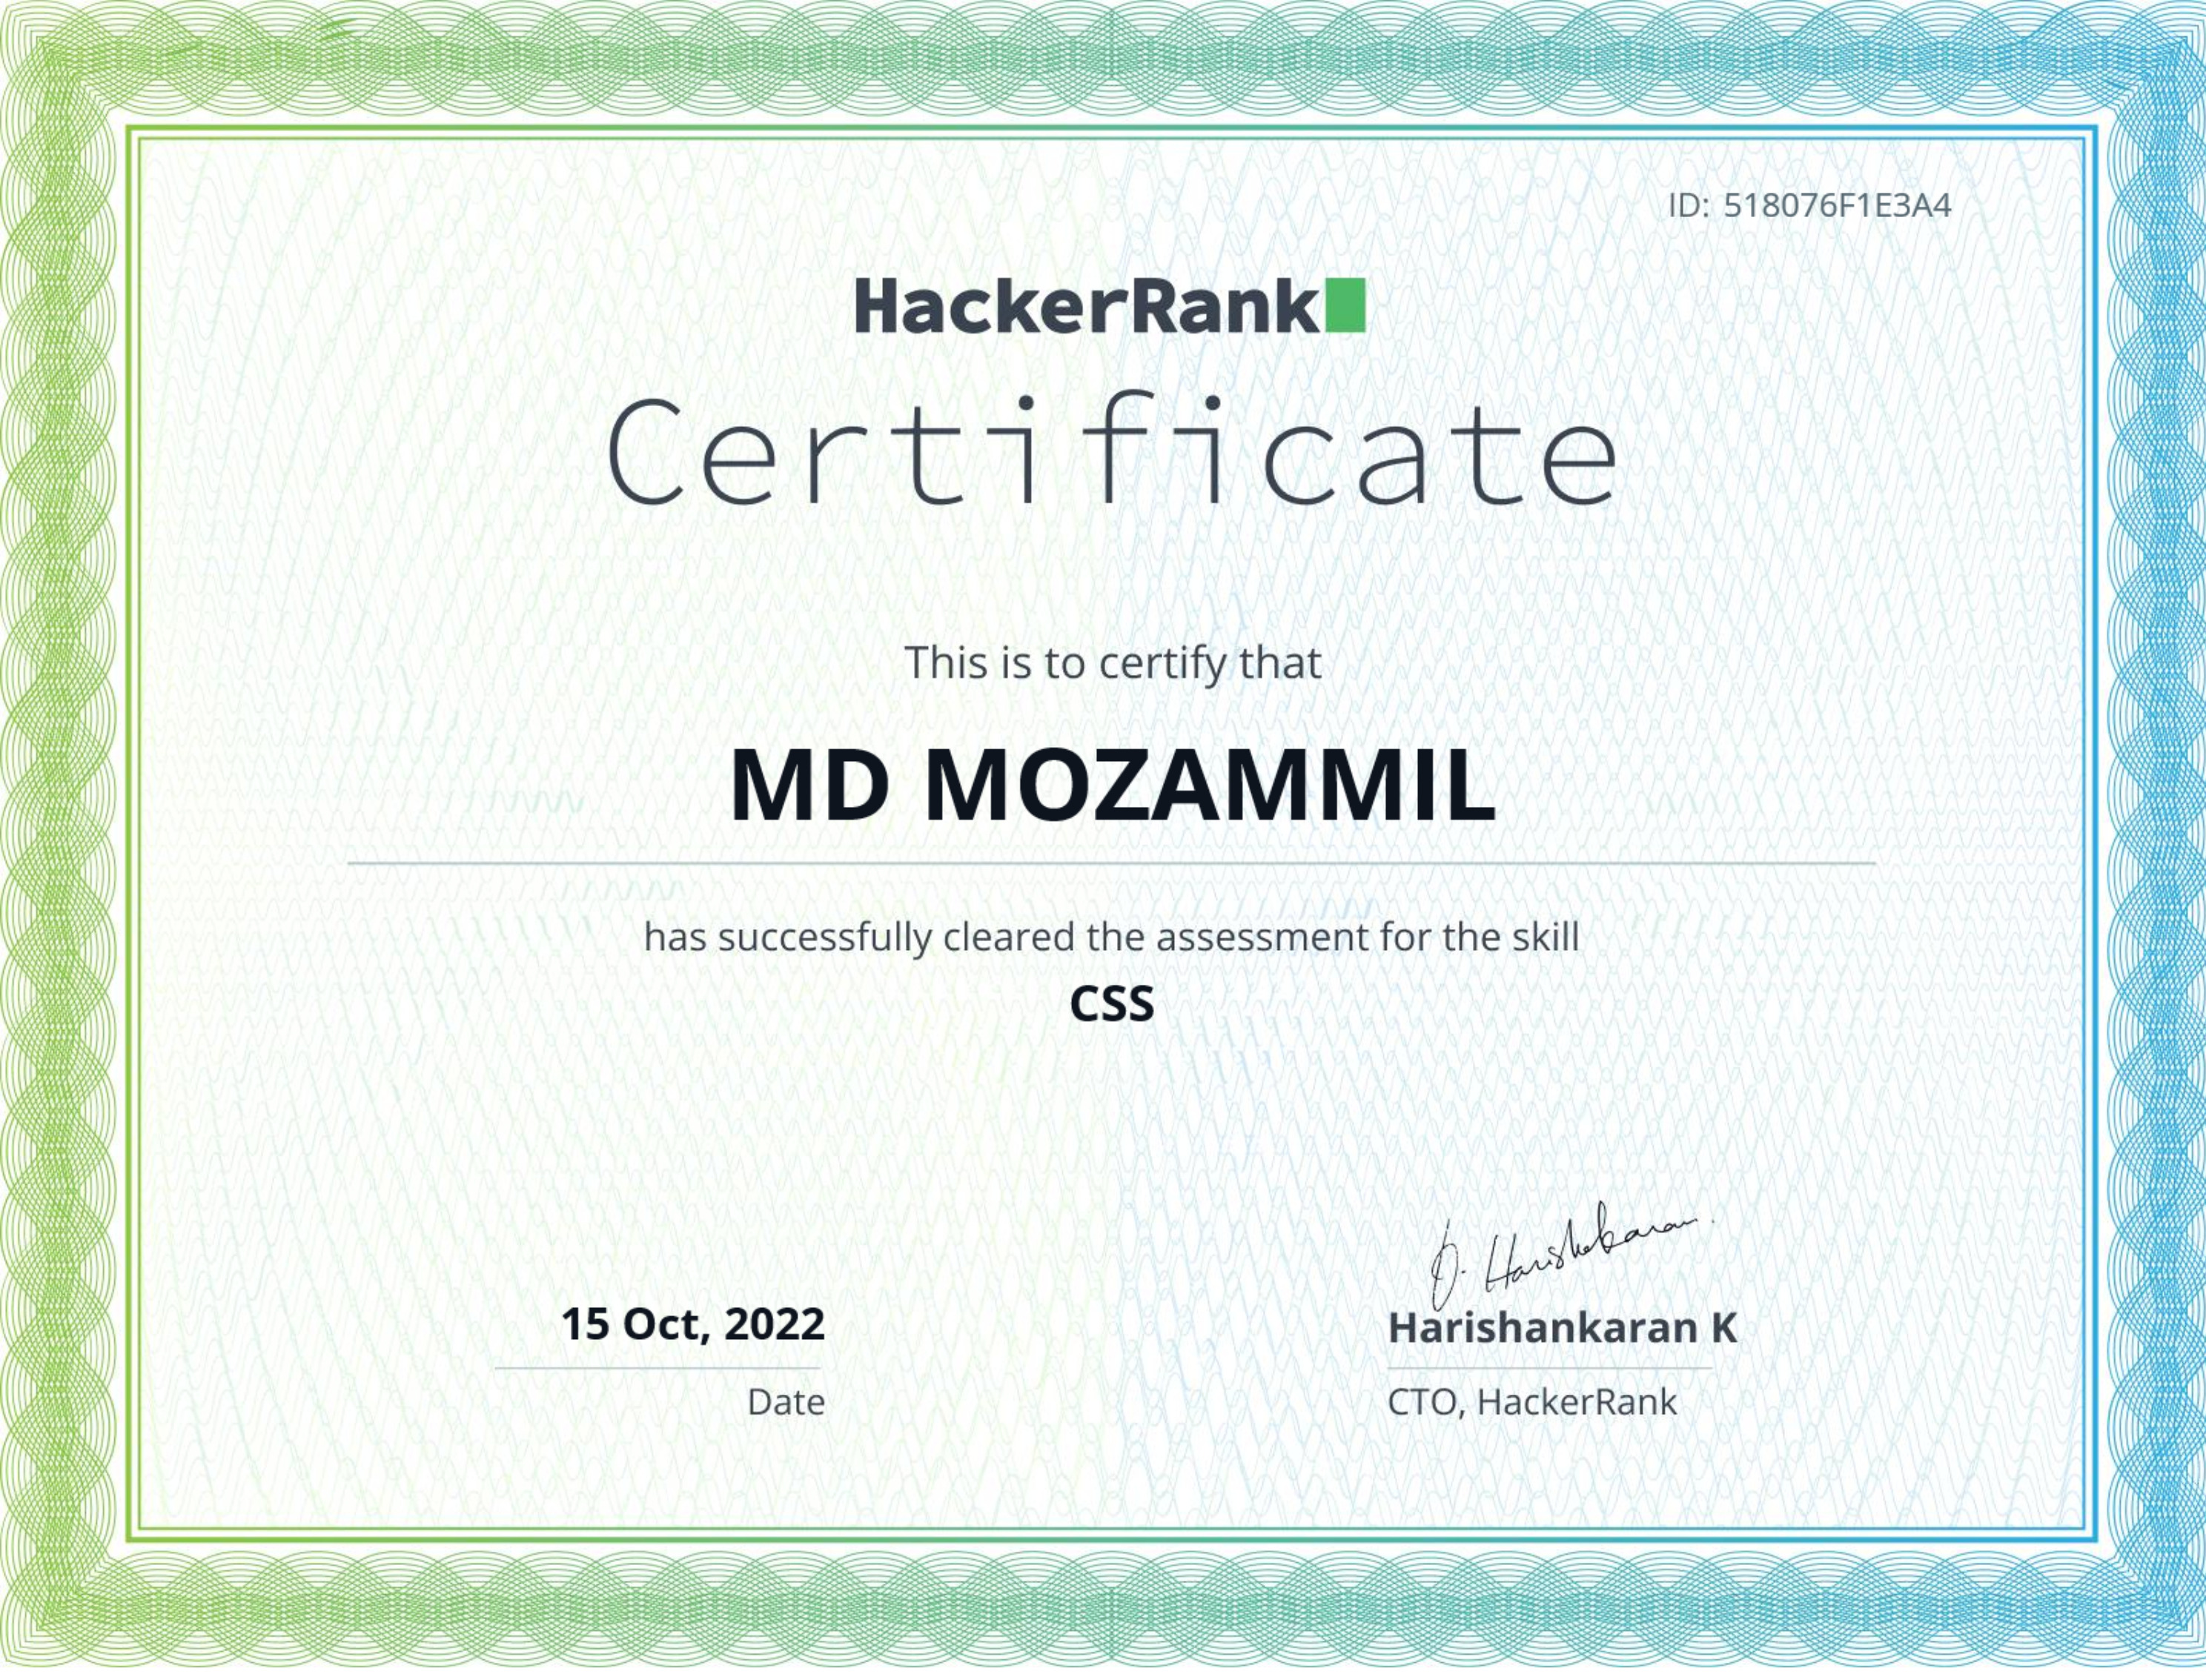 ID: 518076F1E3A4
HackerRank
Certificate
This is to certify that
MD MOZAMMIL
has successfully cleared the assessment for the skill
CSS
D. Harishakaran.
15 Oct, 2022
Harishankaran K
Date
CTO, HackerRank